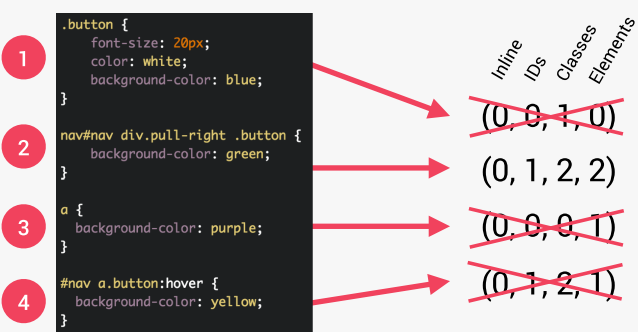 Inline IDs Classes Elements
1
.button {
font-size: 20px;
color: white;
background-color: blue;
}
(0, 0, 1, 0)
2
nav#nav div.pull-right .button {
background-color: green;
}
(0, 1, 2, 2)
3
a {
background-color: purple;
}
(0, 0, 0, 1)
4
#nav a.button:hover {
background-color: yellow;
}
(0, 1, 2, 1)